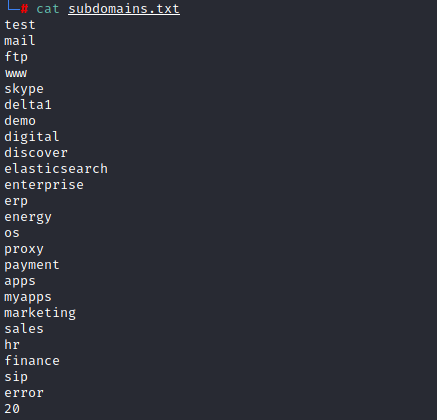 └─# cat subdomains.txt
test
mail
ftp
www
skype
delta1
demo
digital
discover
elasticsearch
enterprise
erp
energy
os
proxy
payment
apps
myapps
marketing
sales
hr
finance
sip
error
20